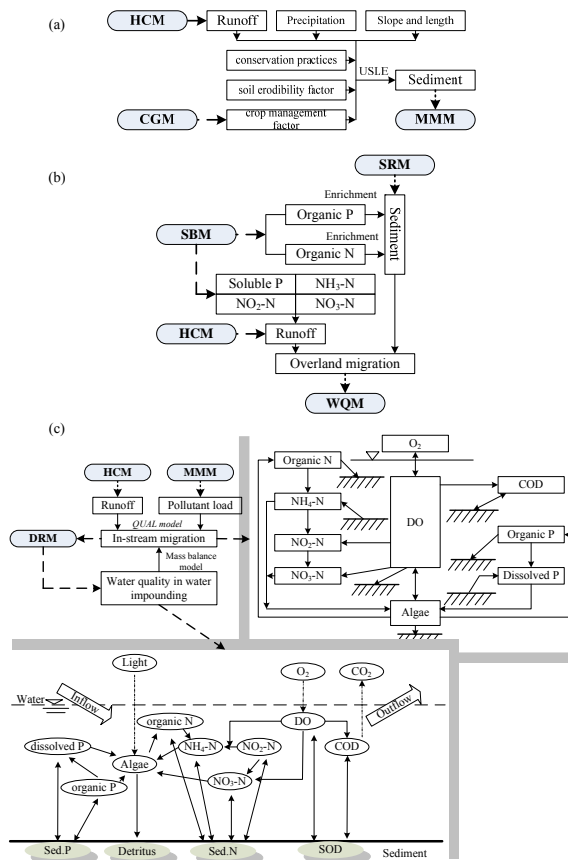 (a)
HCM
Runoff
Precipitation
Slope and length
conservation practices
soil erodibility factor
USLE
Sediment
CGM
crop management
factor
MMM
(b)
SRM
Enrichment
Organic P
SBM
Enrichment
Organic N
Sediment
Soluble P
NH3-N
NO2-N
NO3-N
HCM
Runoff
Overland migration
WQM
(c)
HCM
MMM
Runoff
Pollutant load
QUAL model
DRM
In-stream migration
Mass balance
model
Water quality in water
impounding
O2
Organic N
COD
NH4-N
DO
NO2-N
Organic P
NO3-N
Dissolved P
Algae
Light
O2
CO2
Water
Inflow
Outflow
organic N
DO
dissolved P
NH4-N
NO2-N
COD
Algae
NO3-N
organic P
Sed.P
Detritus
Sed.N
SOD
Sediment